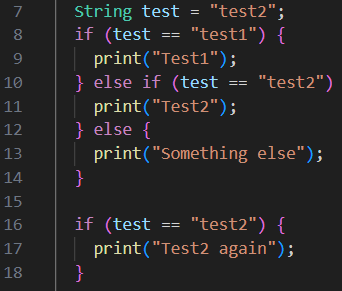 7 String test = "test2";
8 if (test == "test1") {
9 print("Test1");
10 } else if (test == "test2")
11 print("Test2");
12 } else {
13 print("Something else");
14 }
15
16 if (test == "test2") {
17 print("Test2 again");
18 }